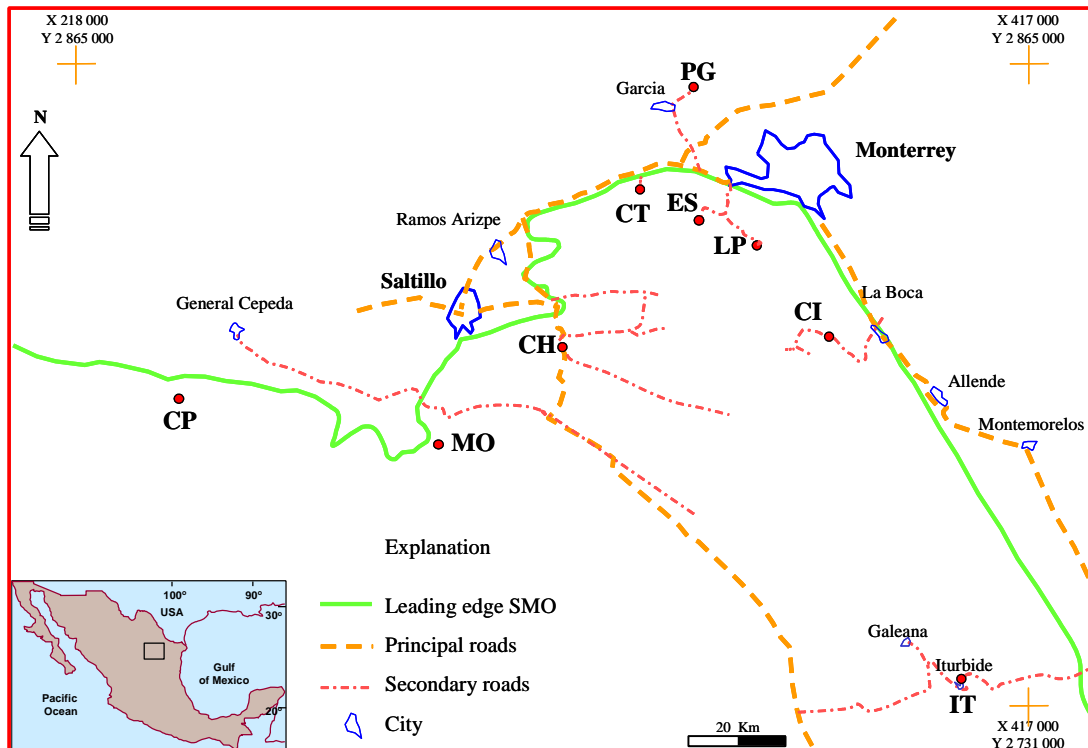 X 218 000
Y 2 865 000
X 417 000
Y 2 865 000
N
PG
Garcia
Monterrey
CT
ES
LP
Ramos Arizpe
Saltillo
General Cepeda
La Boca
CI
CH
Allende
CP
MO
Montemorelos
Explanation
Leading edge SMO
Principal roads
Secondary roads
City
100°
90°
USA
30°
Gulf
of Mexico
Pacific
Ocean
20°
Galeana
Iturbide
IT
20 Km
X 417 000
Y 2 731 000